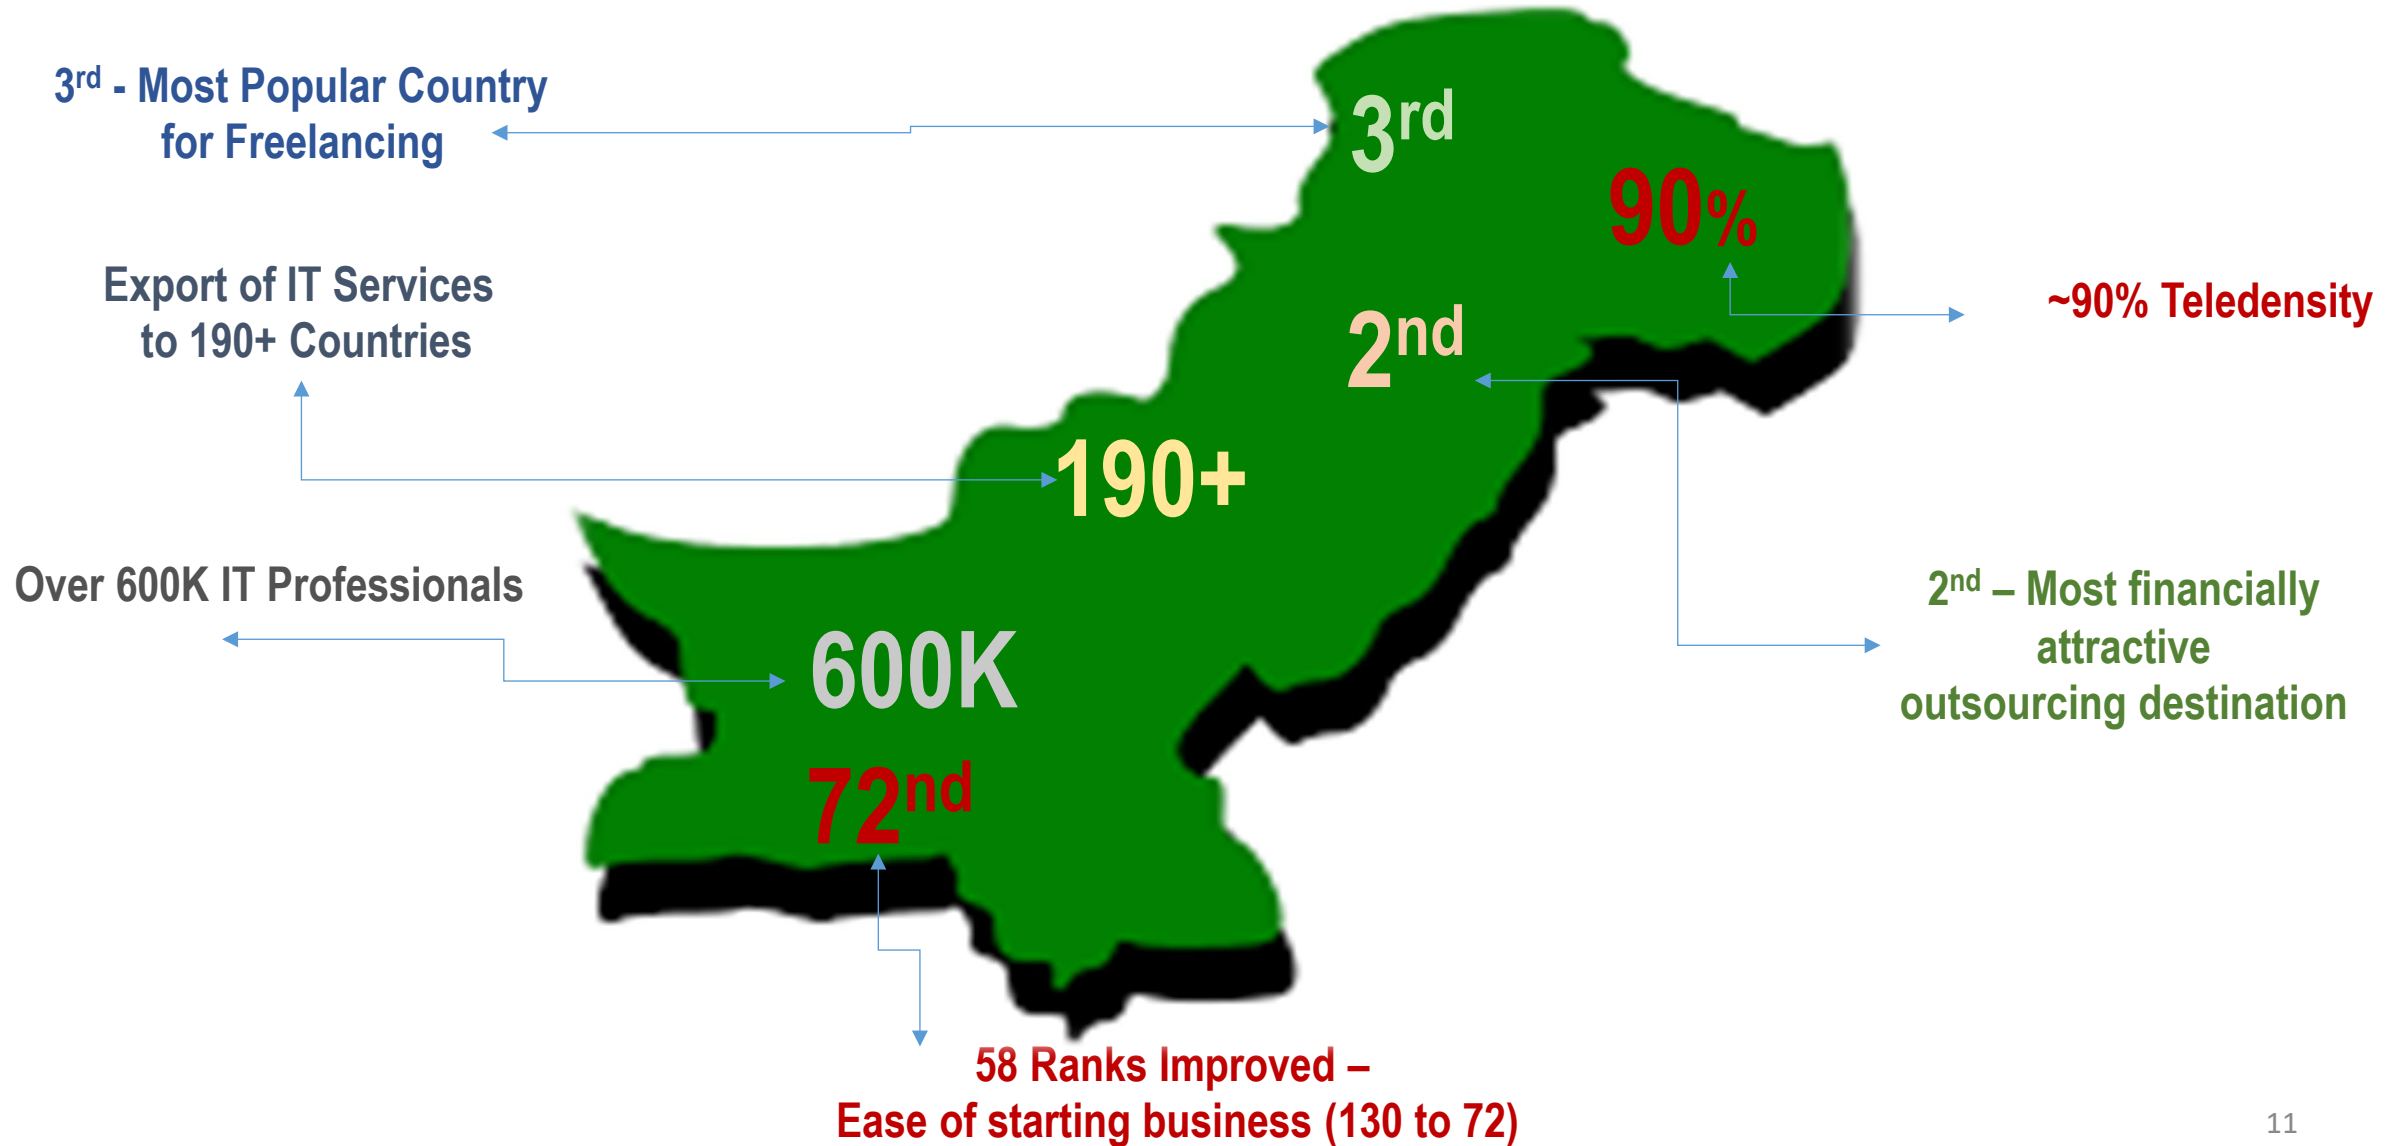 3rd - Most Popular Country
for Freelancing
3rd
90%
Export of IT Services
to 190+ Countries
~90% Teledensity
2nd
190+
Over 600K IT Professionals
2nd – Most financially
attractive
outsourcing destination
600K
72nd
58 Ranks Improved –
Ease of starting business (130 to 72)
11